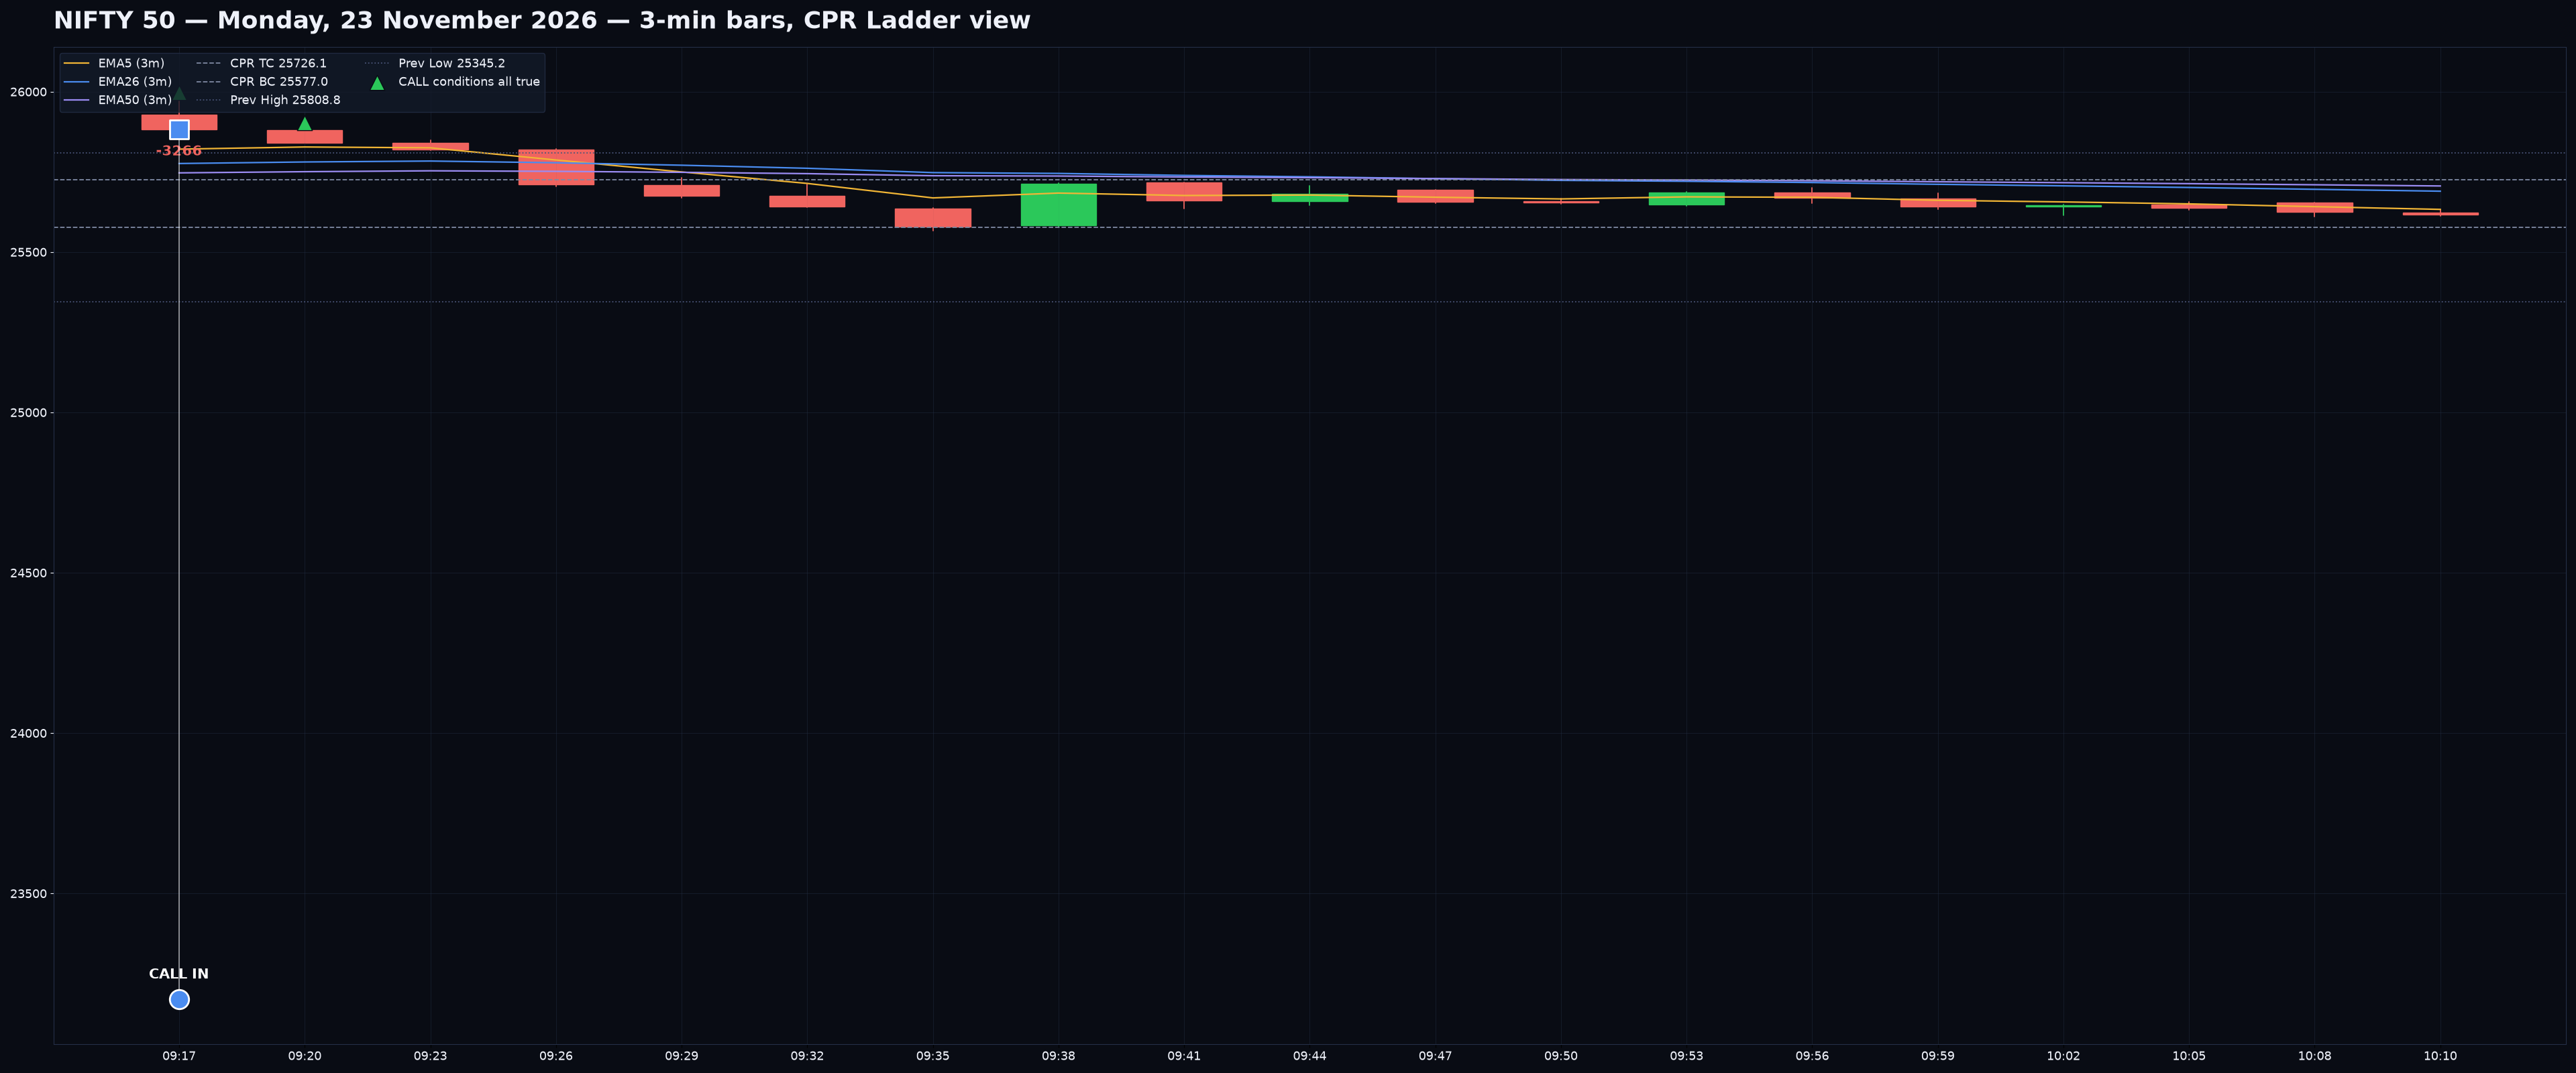 NIFTY 50 — Monday, 23 November 2026 — 3-min bars, CPR Ladder view
EMA5 (3m)
EMA26 (3m)
EMA50 (3m)
CPR TC 25726.1
CPR BC 25577.0
Prev High 25808.8
Prev Low 25345.2
CALL conditions all true
26000
25500
25000
24500
24000
23500
-3266
CALL IN
09:17 09:20 09:23 09:26 09:29 09:32 09:35 09:38 09:41 09:44 09:47 09:50 09:53 09:56 09:59 10:02 10:05 10:08 10:10